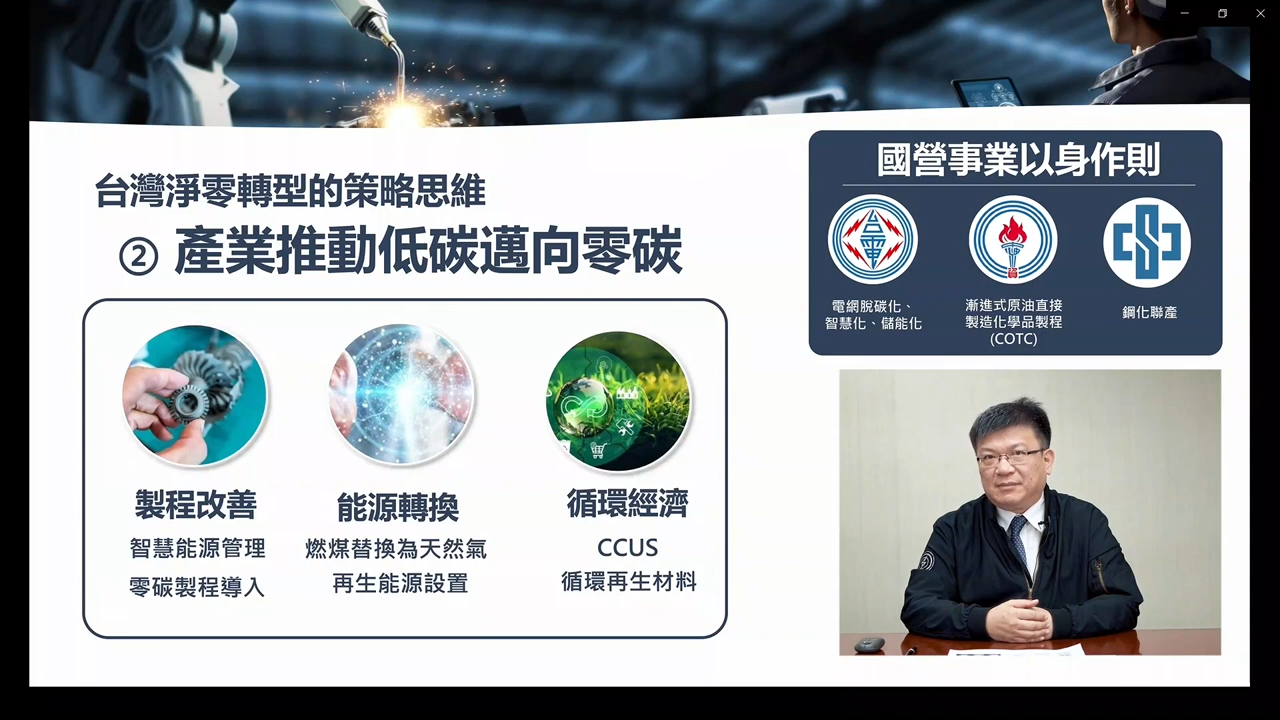 台灣淨零轉型的策略思維
② 產業推動低碳邁向零碳
製程改善
智慧能源管理
零碳製程導入
能源轉換
燃煤替換為天然氣
再生能源設置
循環經濟
CCUS
循環再生材料
國營事業以身作則
電網脫碳化、
智慧化、儲能化
漸進式原油直接
製造化學品製程
(COTC)
鋼化聯產